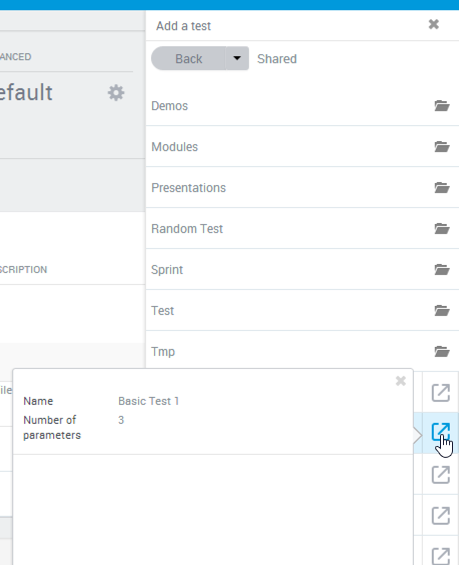 Add a test
Back Shared
ANCED
efault
Demos
Modules
Presentations
Random Test
SCRIPTION
Sprint
Test
Tmp
ile
Name Basic Test 1
Number of parameters 3